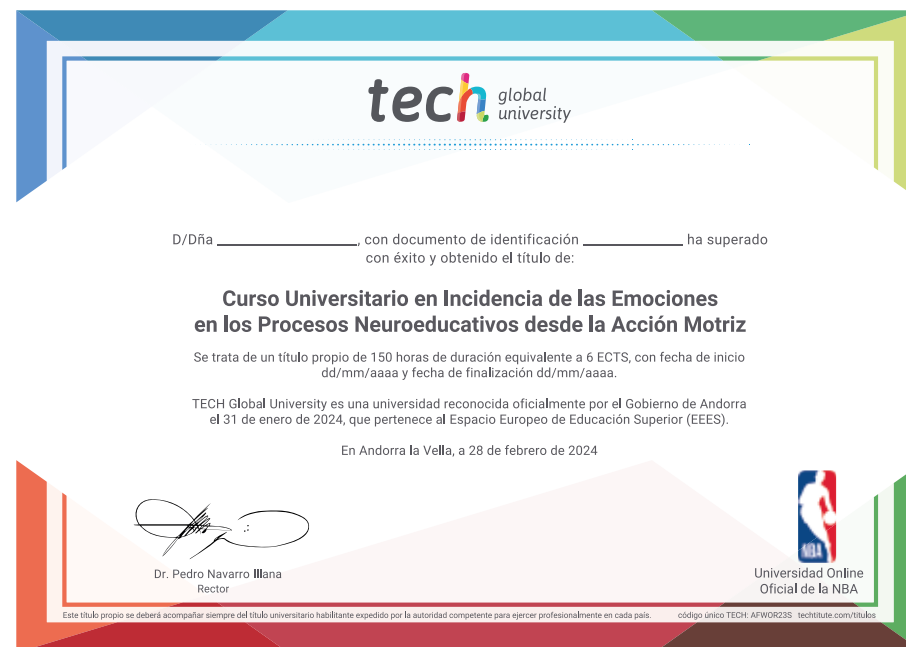 tech global university
D/Dña ____________________, con documento de identificación ______________ ha superado
con éxito y obtenido el título de:
Curso Universitario en Incidencia de las Emociones
en los Procesos Neuroeducativos desde la Acción Motriz
Se trata de un título propio de 150 horas de duración equivalente a 6 ECTS, con fecha de inicio
dd/mm/aaaa y fecha de finalización dd/mm/aaaa.
TECH Global University es una universidad reconocida oficialmente por el Gobierno de Andorra
el 31 de enero de 2024, que pertenece al Espacio Europeo de Educación Superior (EEES).
En Andorra la Vella, a 28 de febrero de 2024
NBA
Dr. Pedro Navarro Illana
Rector
Universidad Online
Oficial de la NBA
Este título propio se deberá acompañar siempre del título universitario habilitante expedido por la autoridad competente para ejercer profesionalmente en cada país.
código único TECH: AFWOR23S techtitute.com/titulos